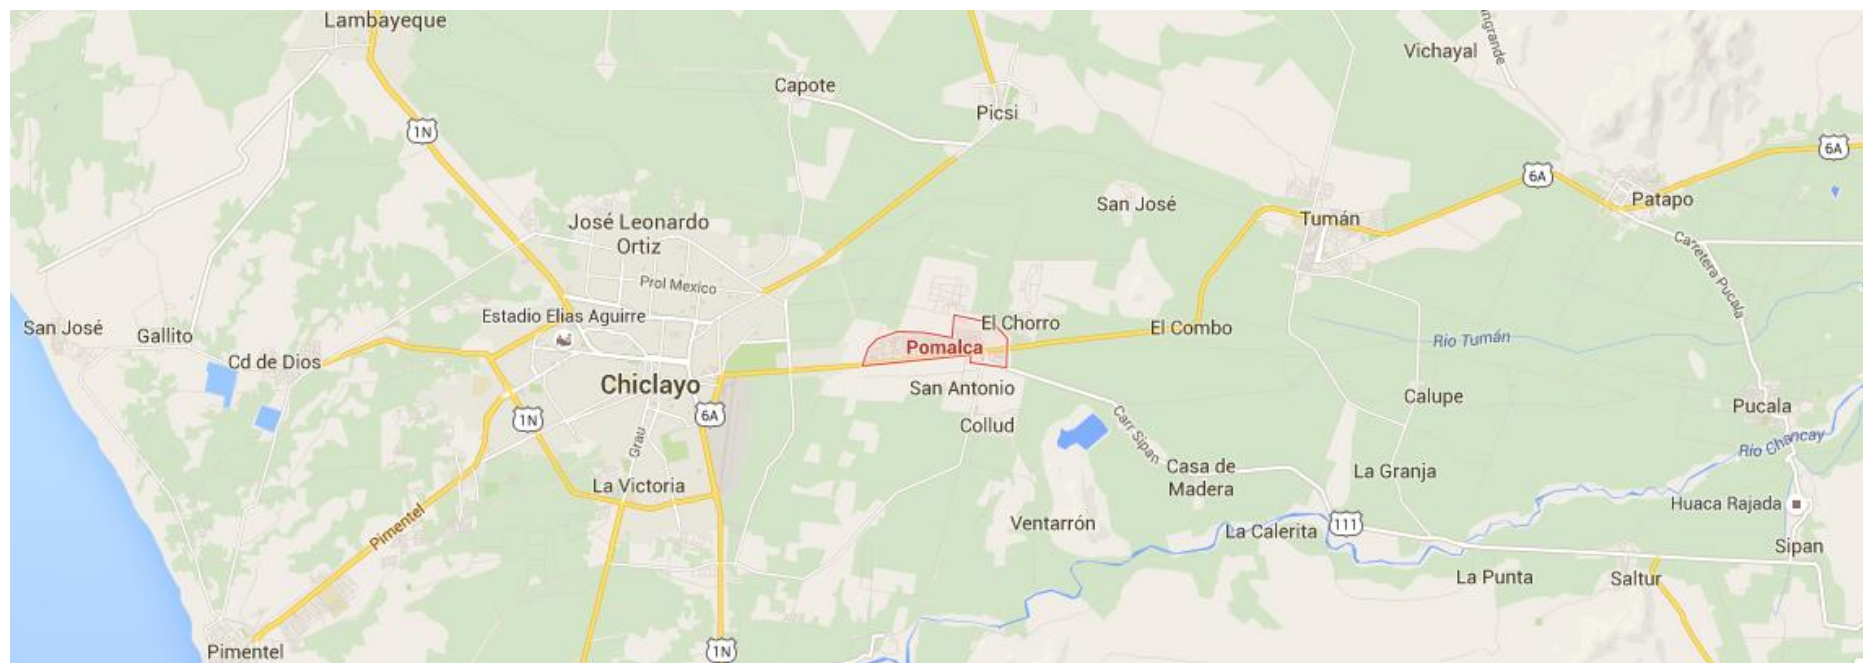 Lambayeque
1N
Capote
Picsi
Vichayal
6A
6A
Patapo
San José
Tumán
José Leonardo
Ortiz
Prol Mexico
Carretera Pucala
Estadio Elias Aguirre
San José
Gallito
Cd de Dios
El Chorro
El Combo
Pomalca
Rio Tumán
Chiclayo
San Antonio
Calupe
Pucala
1N
6A
Grau
Collud
Carr Sipan
Río Chancay
Casa de
Madera
La Granja
La Victoria
Huaca Rajada
Pimentel
Ventarrón
La Calerita
111
Sipan
La Punta
Saltur
Pimentel
1N